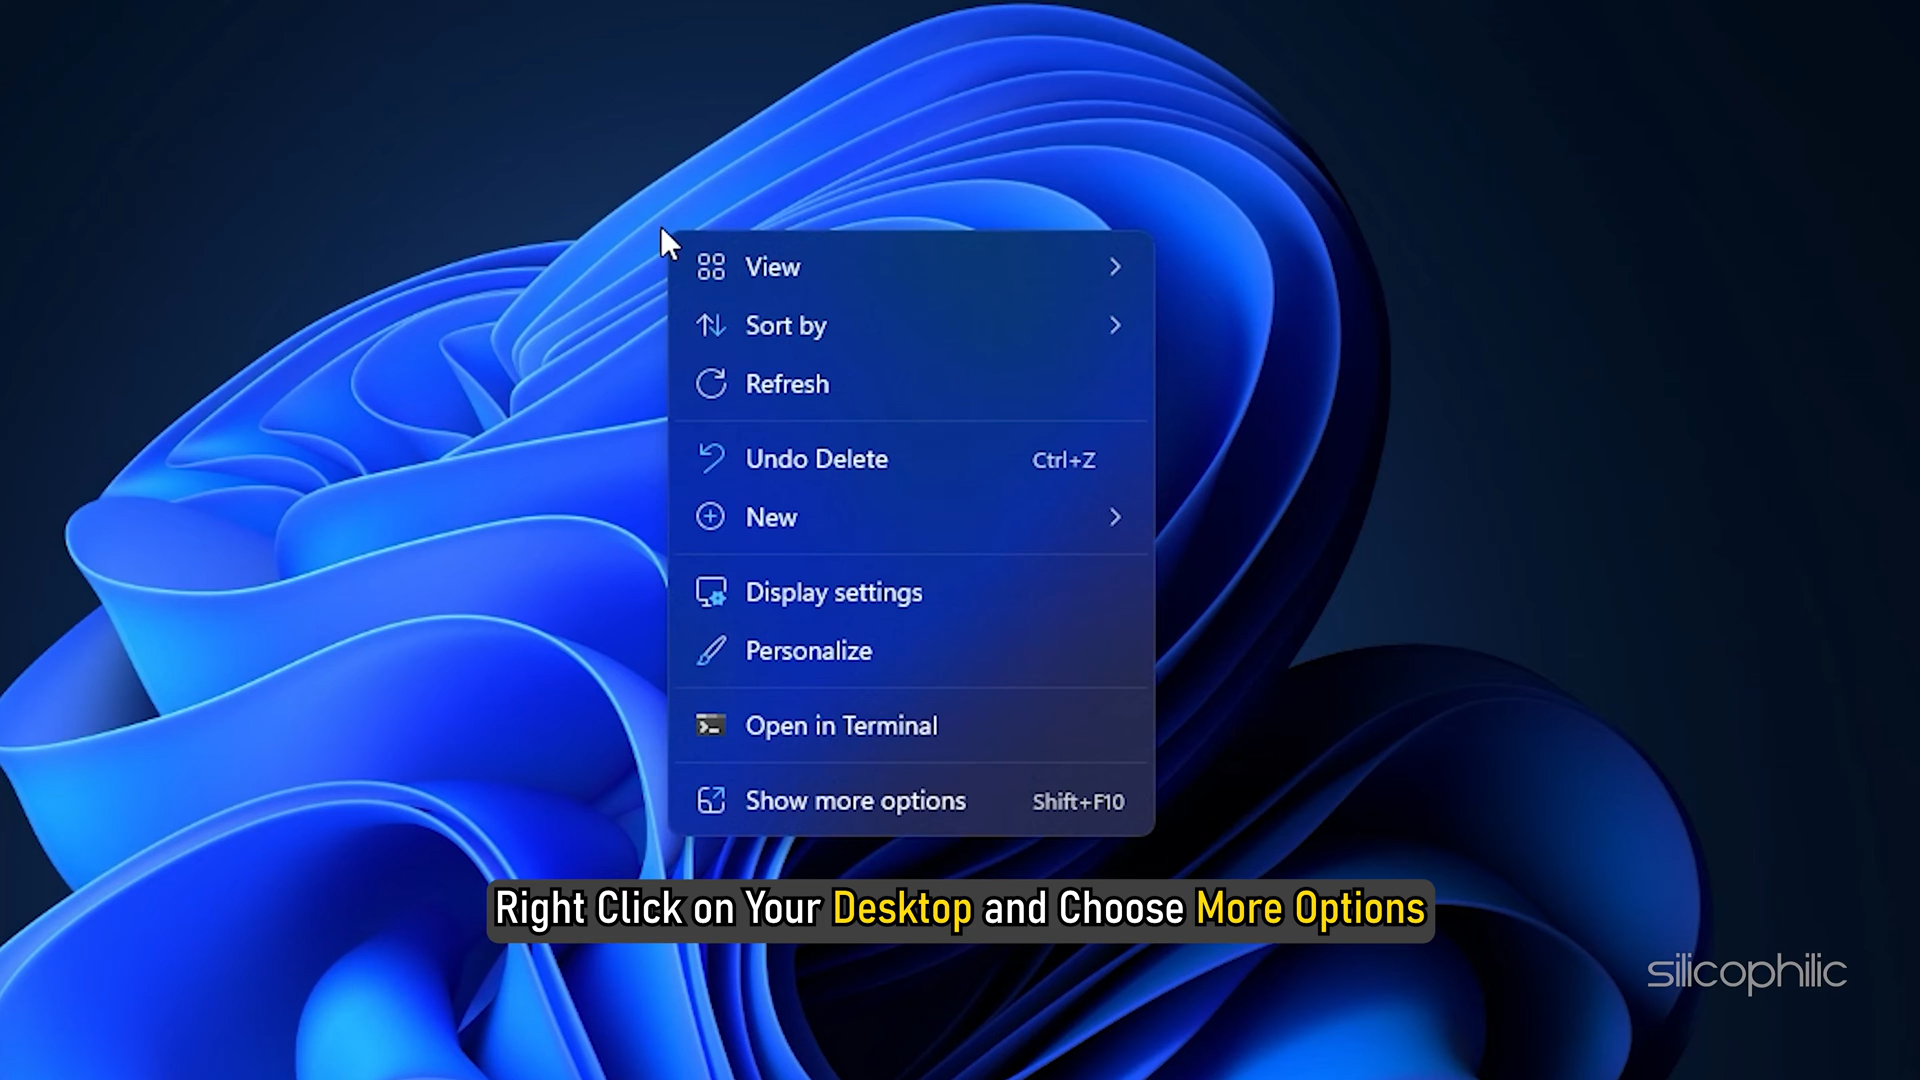 View
Sort by
Refresh
Undo Delete Ctrl+Z
New
Display settings
Personalize
Open in Terminal
Show more options Shift+F10
Right Click on Your Desktop and Choose More Options
silicophilic